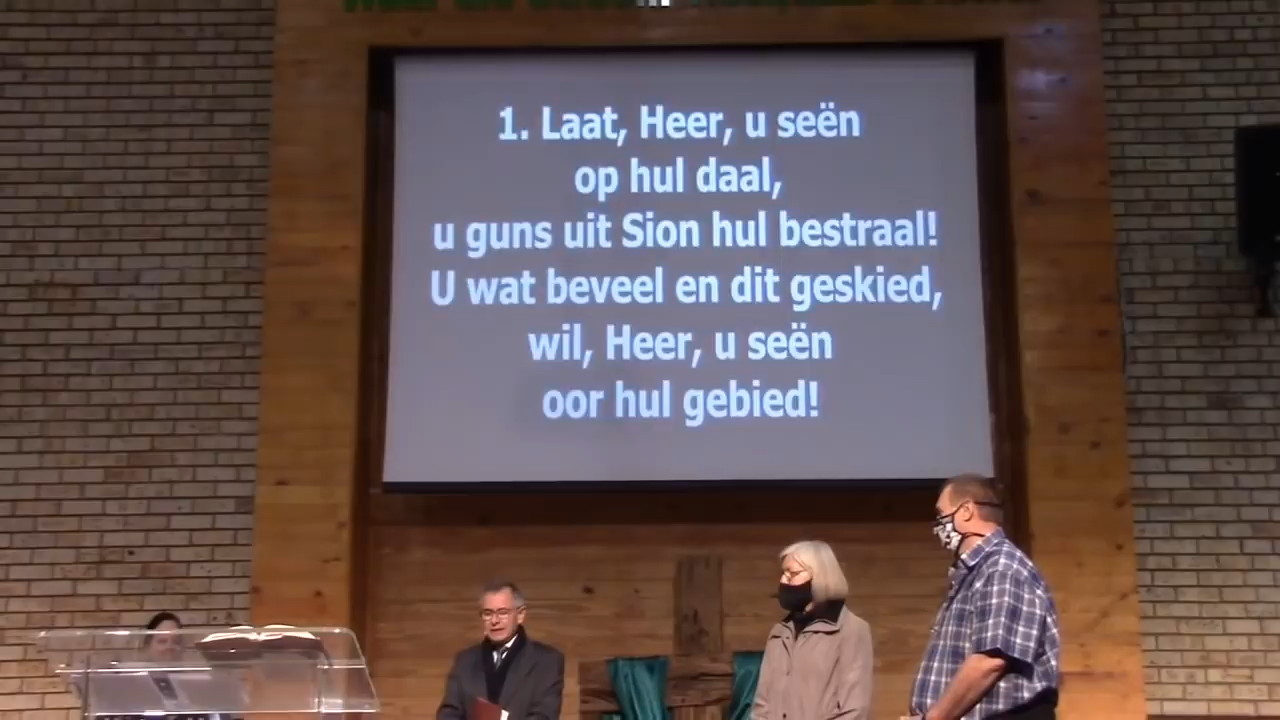 1. Laat, Heer, u seën
op hul daal,
u guns uit Sion hul bestraal!
U wat beveel en dit geskied,
wil, Heer, u seën
oor hul gebied!